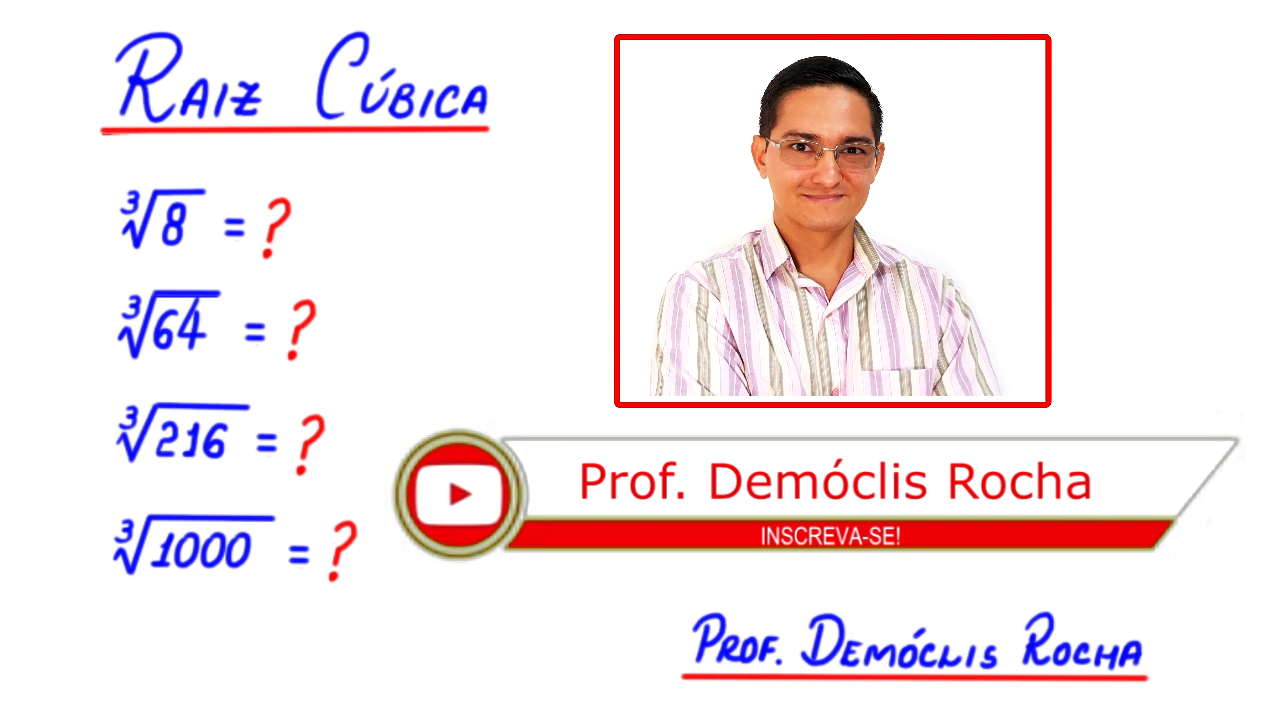 RAIZ CÚBICA
∛8 = ?
∛64 = ?
∛216 = ?
∛1000 = ?
Prof. Demóclis Rocha
INSCREVA-SE!
PROF. DEMÓCLIS ROCHA